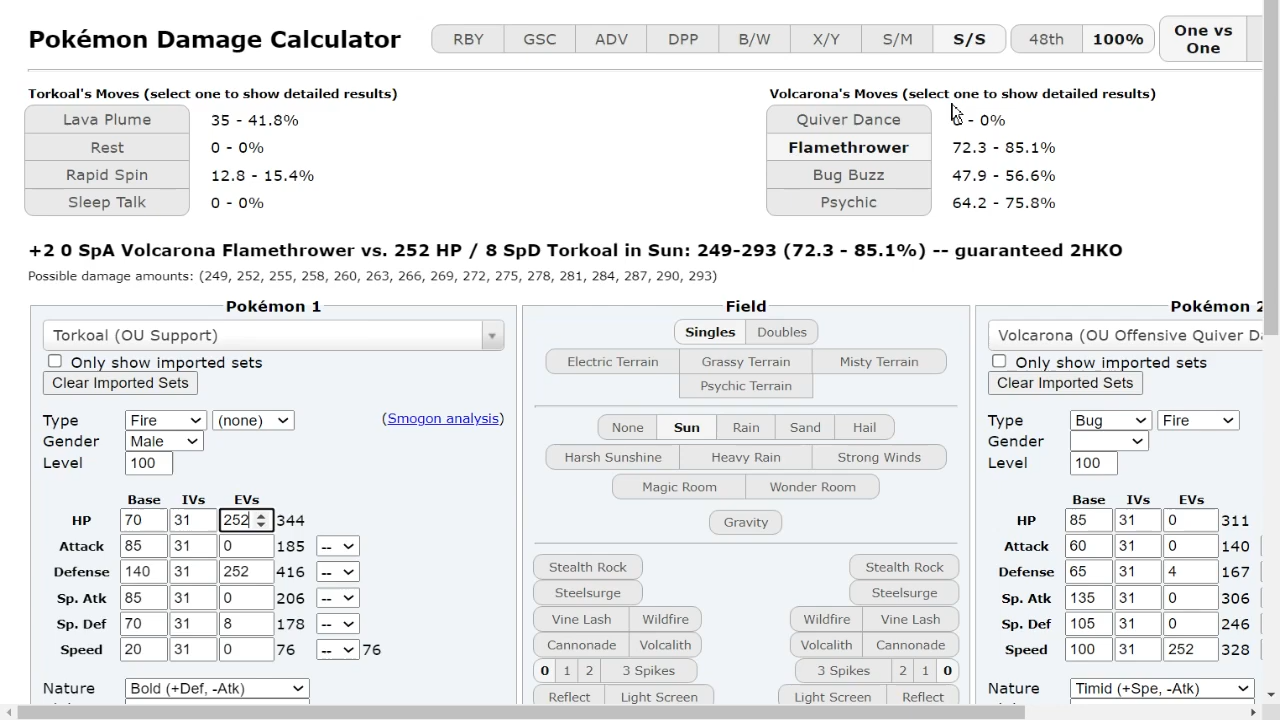 Pokémon Damage Calculator RBY GSC ADV DPP B/W X/Y S/M S/S 48th 100% One vs One
Torkoal's Moves (select one to show detailed results) Volcarona's Moves (select one to show detailed results)
Lava Plume 35 - 41.8% Quiver Dance - 0%
Rest 0 - 0% Flamethrower 72.3 - 85.1%
Rapid Spin 12.8 - 15.4% Bug Buzz 47.9 - 56.6%
Sleep Talk 0 - 0% Psychic 64.2 - 75.8%
+2 0 SpA Volcarona Flamethrower vs. 252 HP / 8 SpD Torkoal in Sun: 249-293 (72.3 - 85.1%) -- guaranteed 2HKO
Possible damage amounts: (249, 252, 255, 258, 260, 263, 266, 269, 272, 275, 278, 281, 284, 287, 290, 293)
Pokémon 1 Field Pokémon 2
Torkoal (OU Support) Singles Doubles Volcarona (OU Offensive Quiver Da
Only show imported sets Electric Terrain Grassy Terrain Misty Terrain Only show imported sets
Clear Imported Sets Psychic Terrain Clear Imported Sets
Type Fire (none) (Smogon analysis) None Sun Rain Sand Hail Type Bug Fire
Gender Male Gender
Level 100 Harsh Sunshine Heavy Rain Strong Winds Level 100
Magic Room Wonder Room
Base IVs EVs Base IVs EVs
HP 70 31 252 344 Gravity HP 85 31 0 311
Attack 85 31 0 185 -- Attack 60 31 0 140
Defense 140 31 252 416 -- Stealth Rock Stealth Rock Defense 65 31 4 167
Sp. Atk 85 31 0 206 -- Steelsurge Steelsurge Sp. Atk 135 31 0 306
Sp. Def 70 31 8 178 -- Vine Lash Wildfire Wildfire Vine Lash Sp. Def 105 31 0 246
Speed 20 31 0 76 -- 76 Cannonade Volcalith Volcalith Cannonade Speed 100 31 252 328
0 1 2 3 Spikes 3 Spikes 2 1 0
Nature Bold (+Def, -Atk) Reflect Light Screen Light Screen Reflect Nature Timid (+Spe, -Atk)